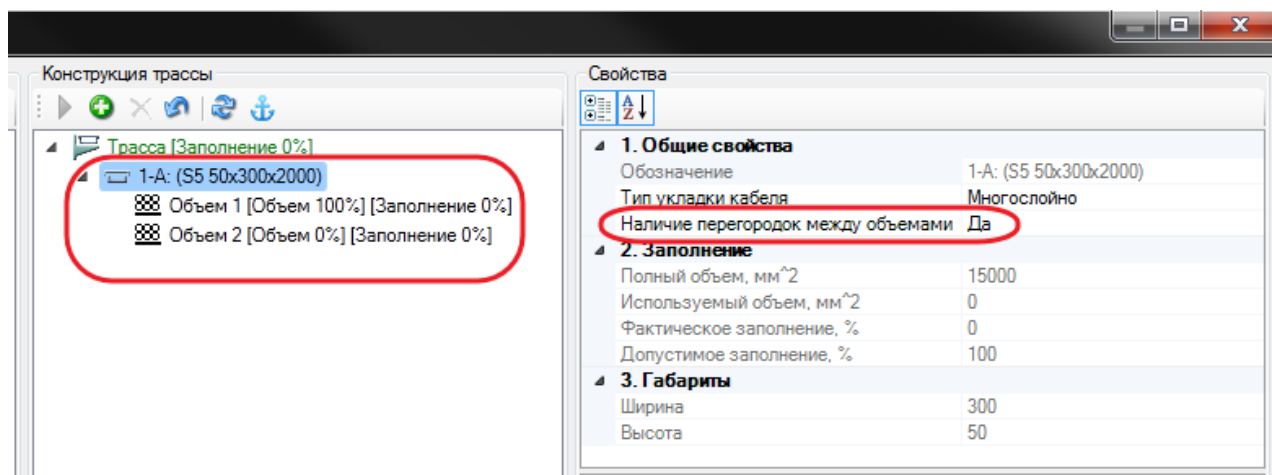 Конструкция трассы
Трасса [Заполнение 0%]
1-A: (S5 50x300x2000)
Объем 1 [Объем 100%] [Заполнение 0%]
Объем 2 [Объем 0%] [Заполнение 0%]
Свойства
1. Общие свойства
Обозначение 1-A: (S5 50x300x2000)
Тип укладки кабеля Многослойно
Наличие перегородок между объемами Да
2. Заполнение
Полный объем, мм^2 15000
Используемый объем, мм^2 0
Фактическое заполнение, % 0
Допустимое заполнение, % 100
3. Габариты
Ширина 300
Высота 50